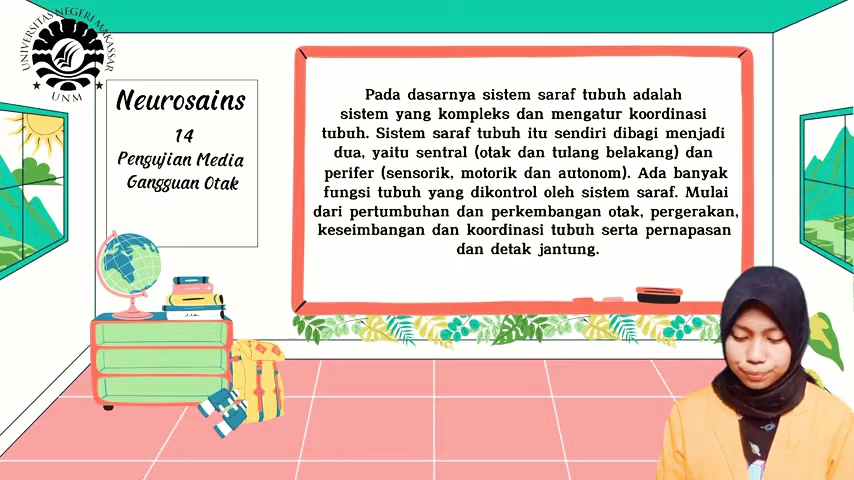 UNIVERSITAS NEGERI MAKASSAR
UNM
Neurosains
14
Pengujian Media
Gangguan Otak
Pada dasarnya sistem saraf tubuh adalah
sistem yang kompleks dan mengatur koordinasi
tubuh. Sistem saraf tubuh itu sendiri dibagi menjadi
dua, yaitu sentral (otak dan tulang belakang) dan
perifer (sensorik, motorik dan autonom). Ada banyak
fungsi tubuh yang dikontrol oleh sistem saraf. Mulai
dari pertumbuhan dan perkembangan otak, pergerakan,
keseimbangan dan koordinasi tubuh serta pernapasan
dan detak jantung.